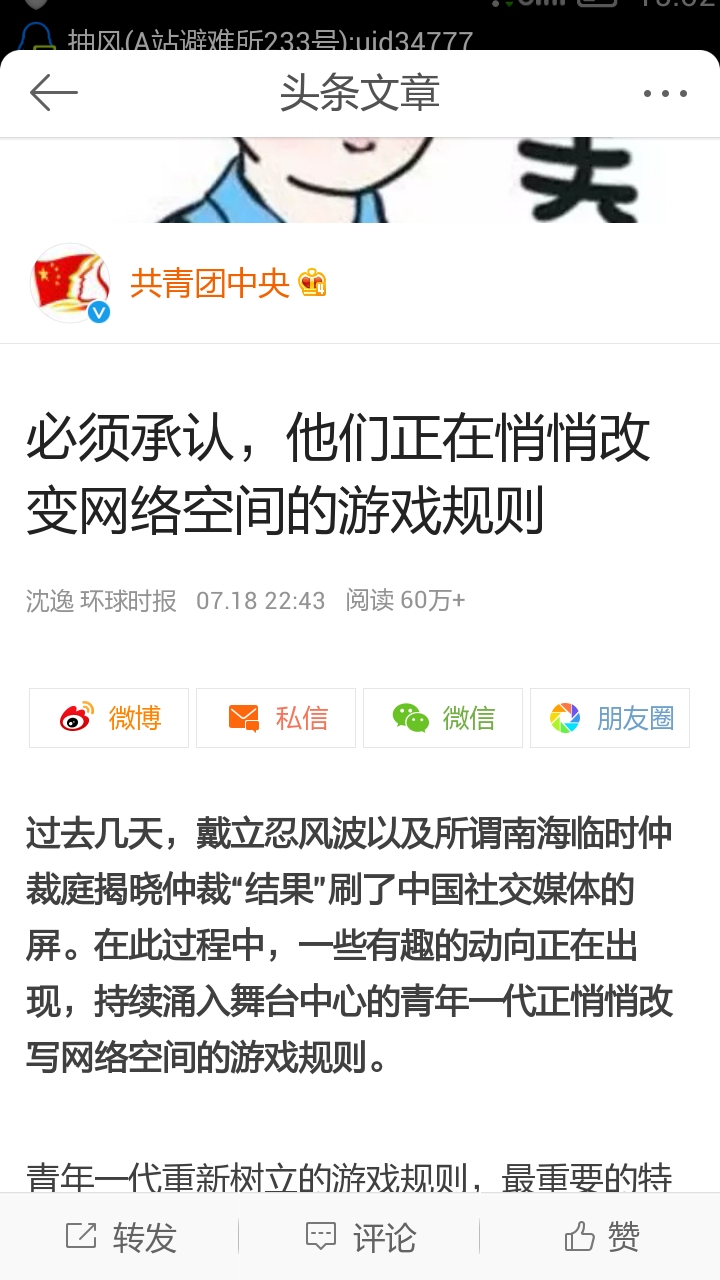 抽风(A站避难所233号):uid34777
头条文章
共青团中央
必须承认，他们正在悄悄改
变网络空间的游戏规则
沈逸 环球时报 07.18 22:43 阅读 60万+
微博 私信 微信 朋友圈
过去几天，戴立忍风波以及所谓南海临时仲
裁庭揭晓仲裁“结果”刷了中国社交媒体的
屏。在此过程中，一些有趣的动向正在出
现，持续涌入舞台中心的青年一代正悄悄改
写网络空间的游戏规则。
青年一代重新树立的游戏规则，最重要的特
转发 评论 赞